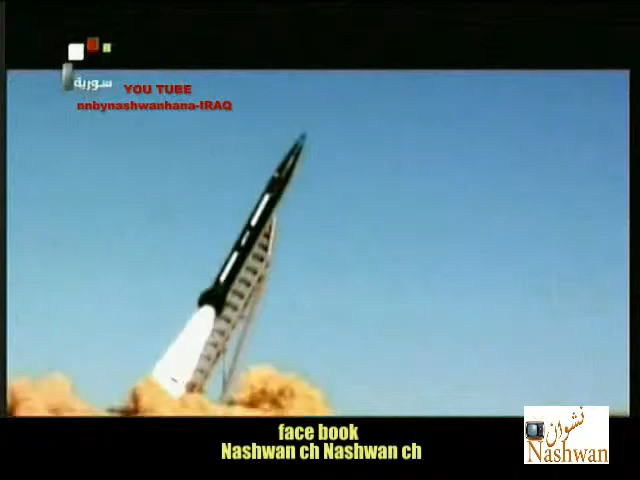 سورية
YOU TUBE
nnbynashwanhana-IRAQ
face book
Nashwan ch Nashwan ch
نشوان
Nashwan